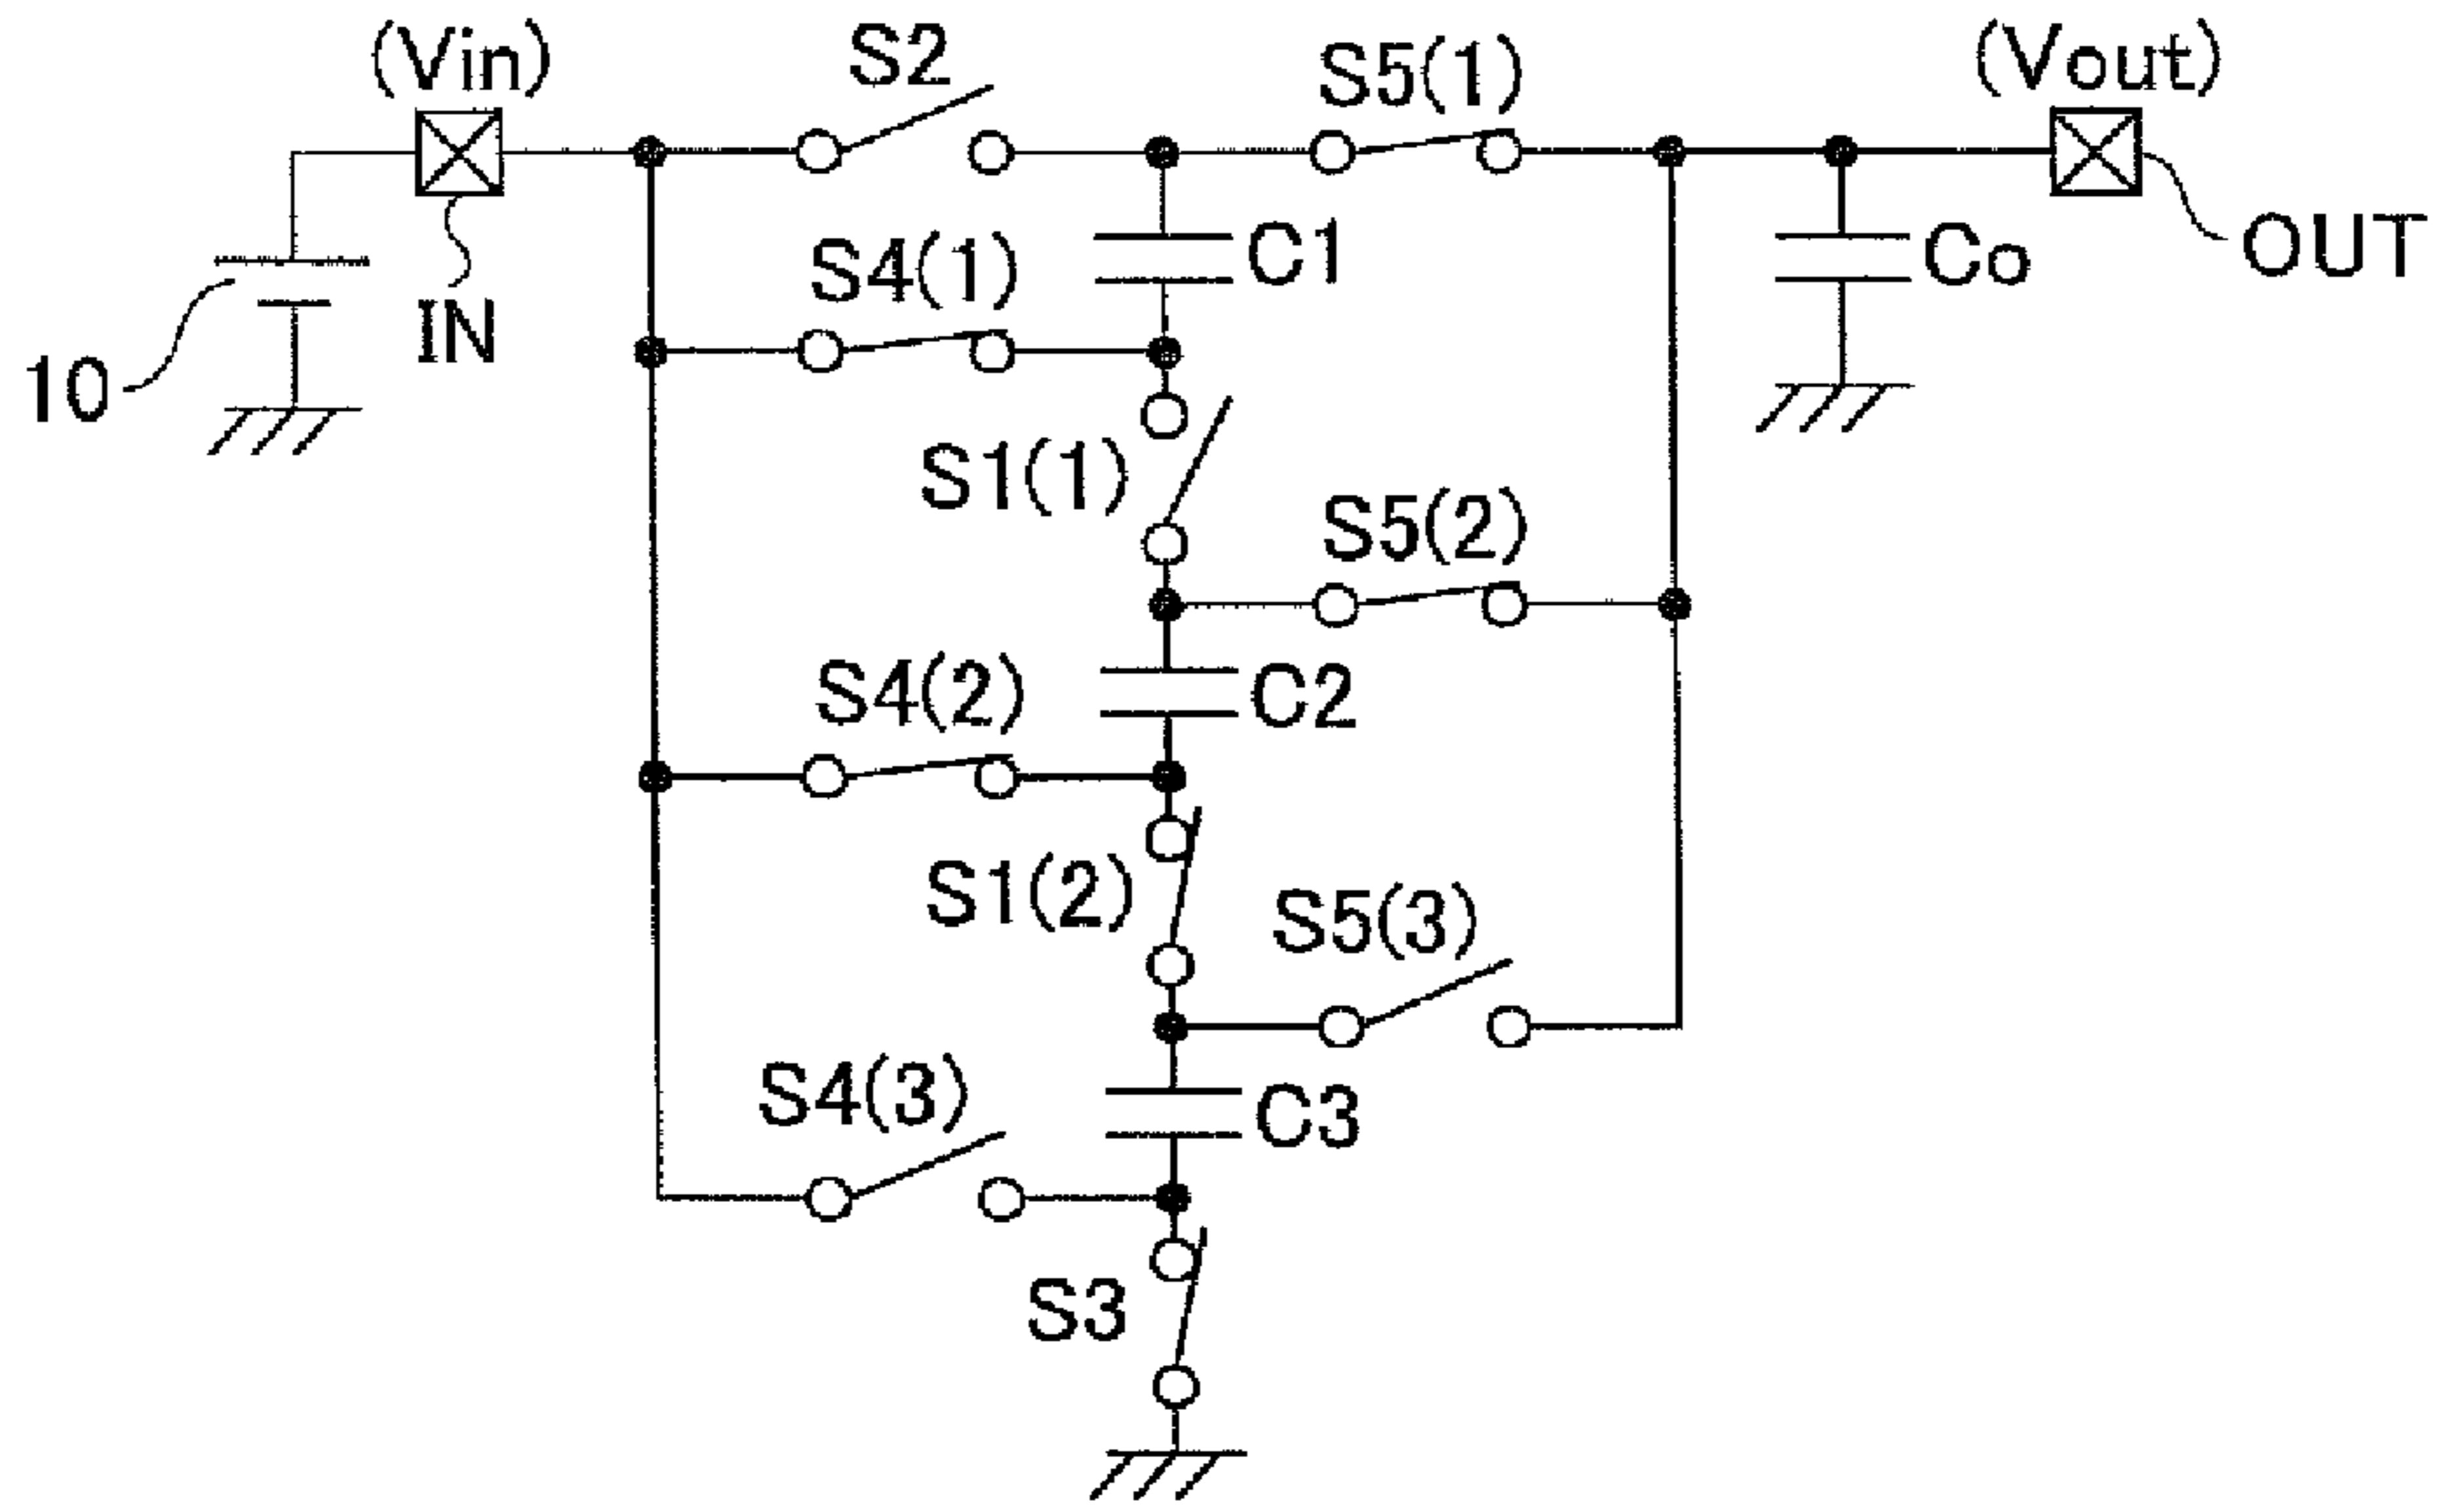 (Vin)
S2
S5(1)
(Vout)
S4(1)
C1
Co
OUT
IN
10
S1(1)
S5(2)
S4(2)
C2
S1(2)
S5(3)
S4(3)
C3
S3